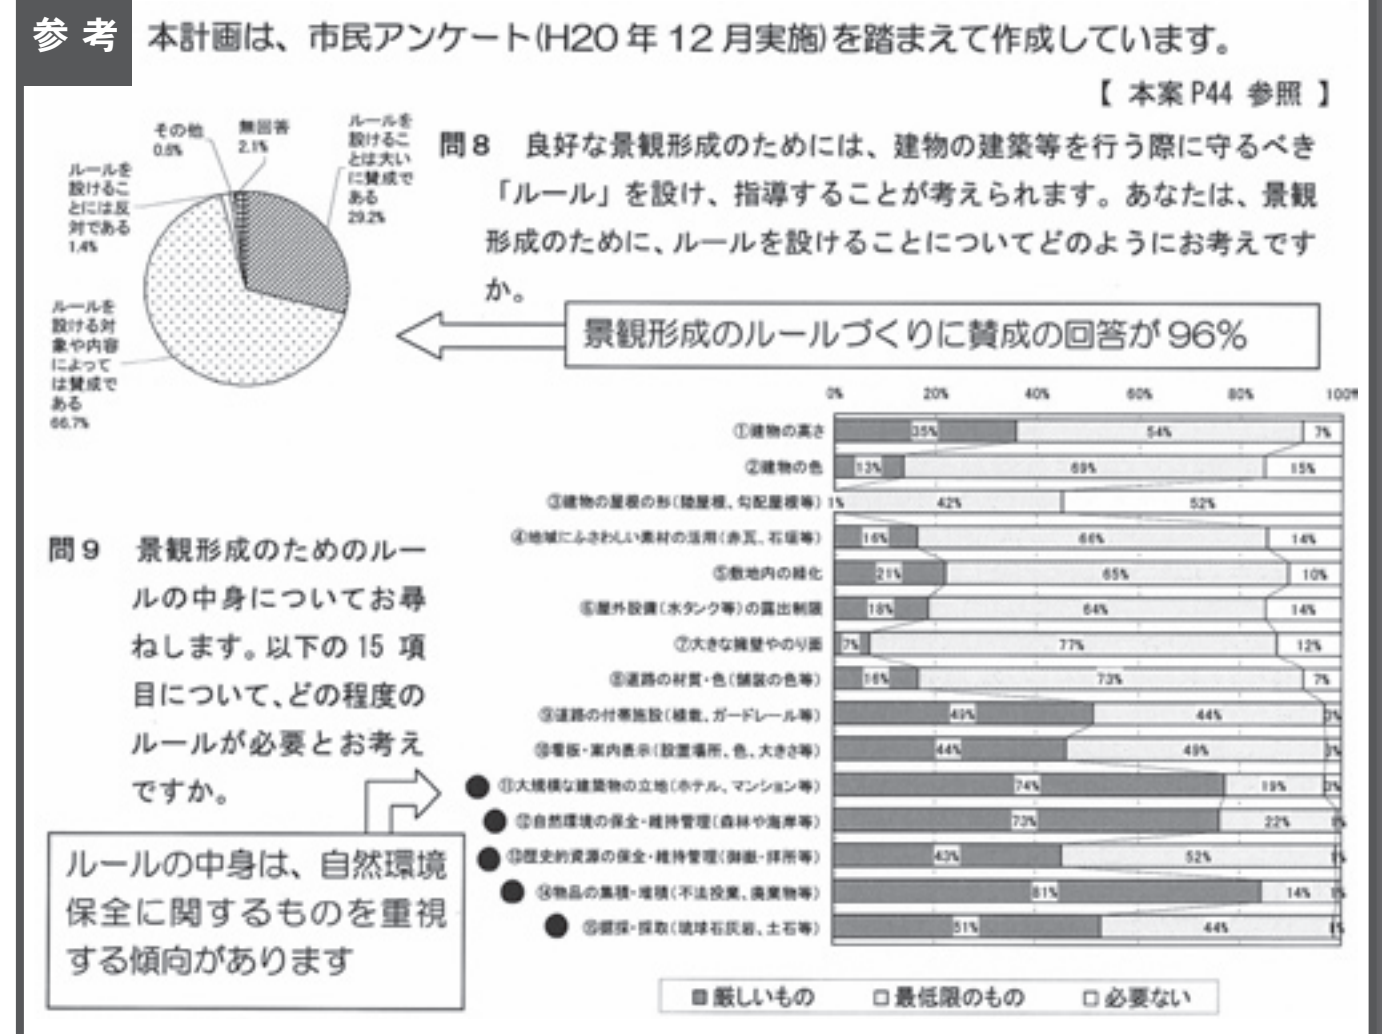 参考
本計画は、市民アンケート(H20年12月実施)を踏まえて作成しています。
【 本案P44 参照 】
その他
0.6%
無回答
2.1%
ルールを
設けるこ
とは大い
に賛成で
ある
29.2%
ルールを
設けるこ
とには反
対である
1.4%
ルールを
設ける対
象や内容
によって
は賛成で
ある
66.7%
問8 良好な景観形成のためには、建物の建築等を行う際に守るべき
「ルール」を設け、指導することが考えられます。あなたは、景観
形成のために、ルールを設けることについてどのようにお考えです
か。
景観形成のルールづくりに賛成の回答が96%
問9 景観形成のためのルー
ルの中身についてお尋
ねします。以下の15 項
目について、どの程度の
ルールが必要とお考え
ですか。
ルールの中身は、自然環境
保全に関するものを重視
する傾向があります
0% 20% 40% 60% 80% 100%
①建物の高さ 35% 54% 7%
②建物の色 13% 69% 15%
③建物の屋根の形(陸屋根、勾配屋根等) 1% 42% 52%
④地域にふさわしい素材の活用(赤瓦、石垣等) 16% 66% 14%
⑤敷地内の緑化 21% 65% 10%
⑥屋外設備(水タンク等)の露出制限 18% 64% 14%
⑦大きな擁壁やのり面 7% 77% 12%
⑧道路の材質・色(舗装の色等) 16% 73% 7%
⑨道路の付帯施設(植栽、ガードレール等) 49% 44% 3%
⑩看板・案内表示(設置場所、色、大きさ等) 44% 49% 3%
⑪大規模な建築物の立地(ホテル、マンション等) 74% 19% 3%
⑫自然環境の保全・維持管理(森林や海岸等) 73% 22% 1%
⑬歴史的資源の保全・維持管理(御嶽・拝所等) 43% 52% 1%
⑭物品の集積・堆積(不法投棄、廃棄物等) 81% 14% 1%
⑮掘採・採取(琉球石灰岩、土石等) 51% 44% 1%
厳しいもの 最低限のもの 必要ない